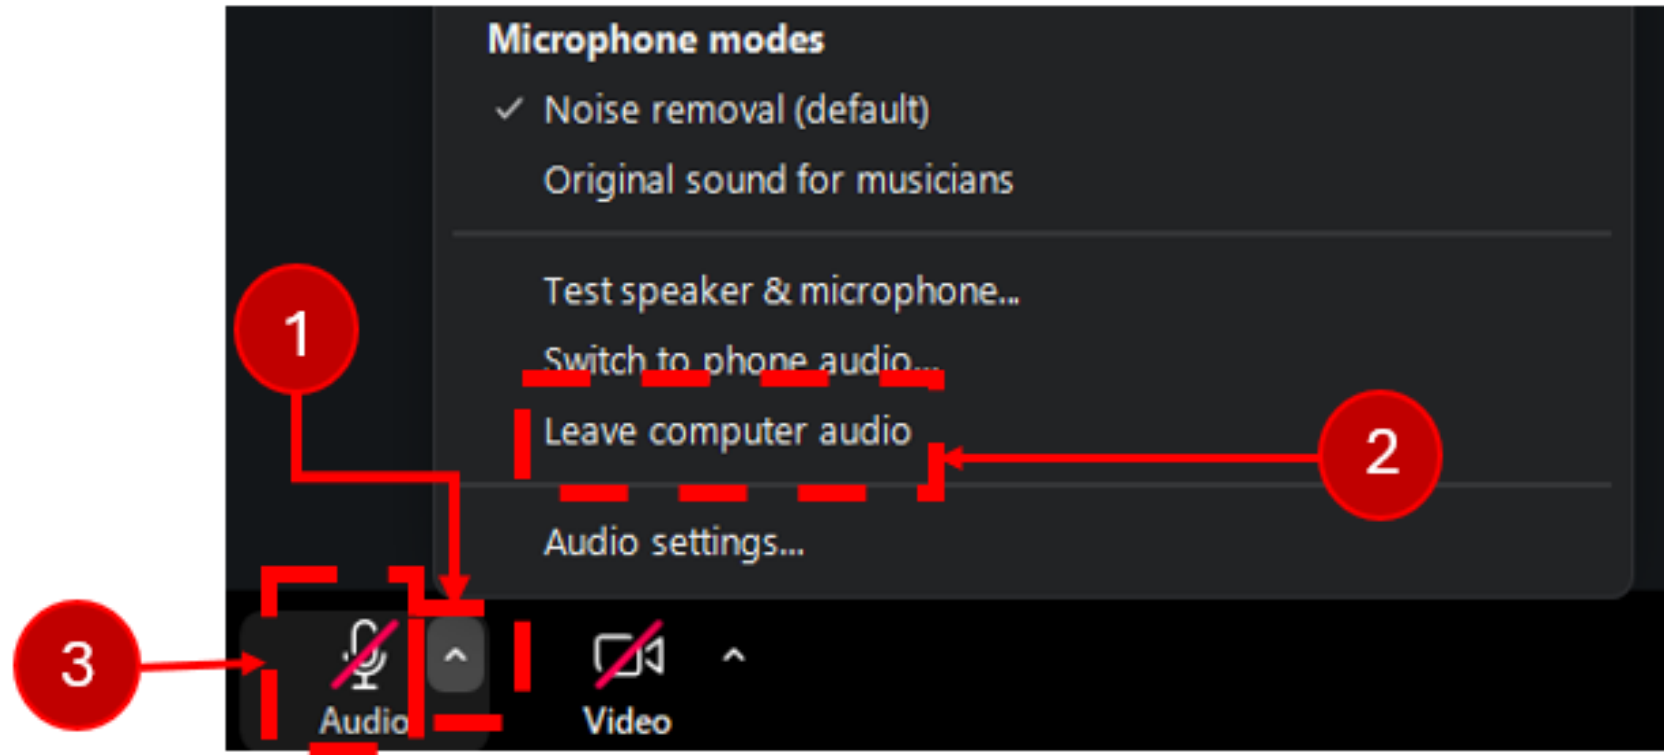 Microphone modes
Noise removal (default)
Original sound for musicians
1
Test speaker & microphone...
Switch to phone audio...
Leave computer audio
2
Audio settings...
3
Audio
Video